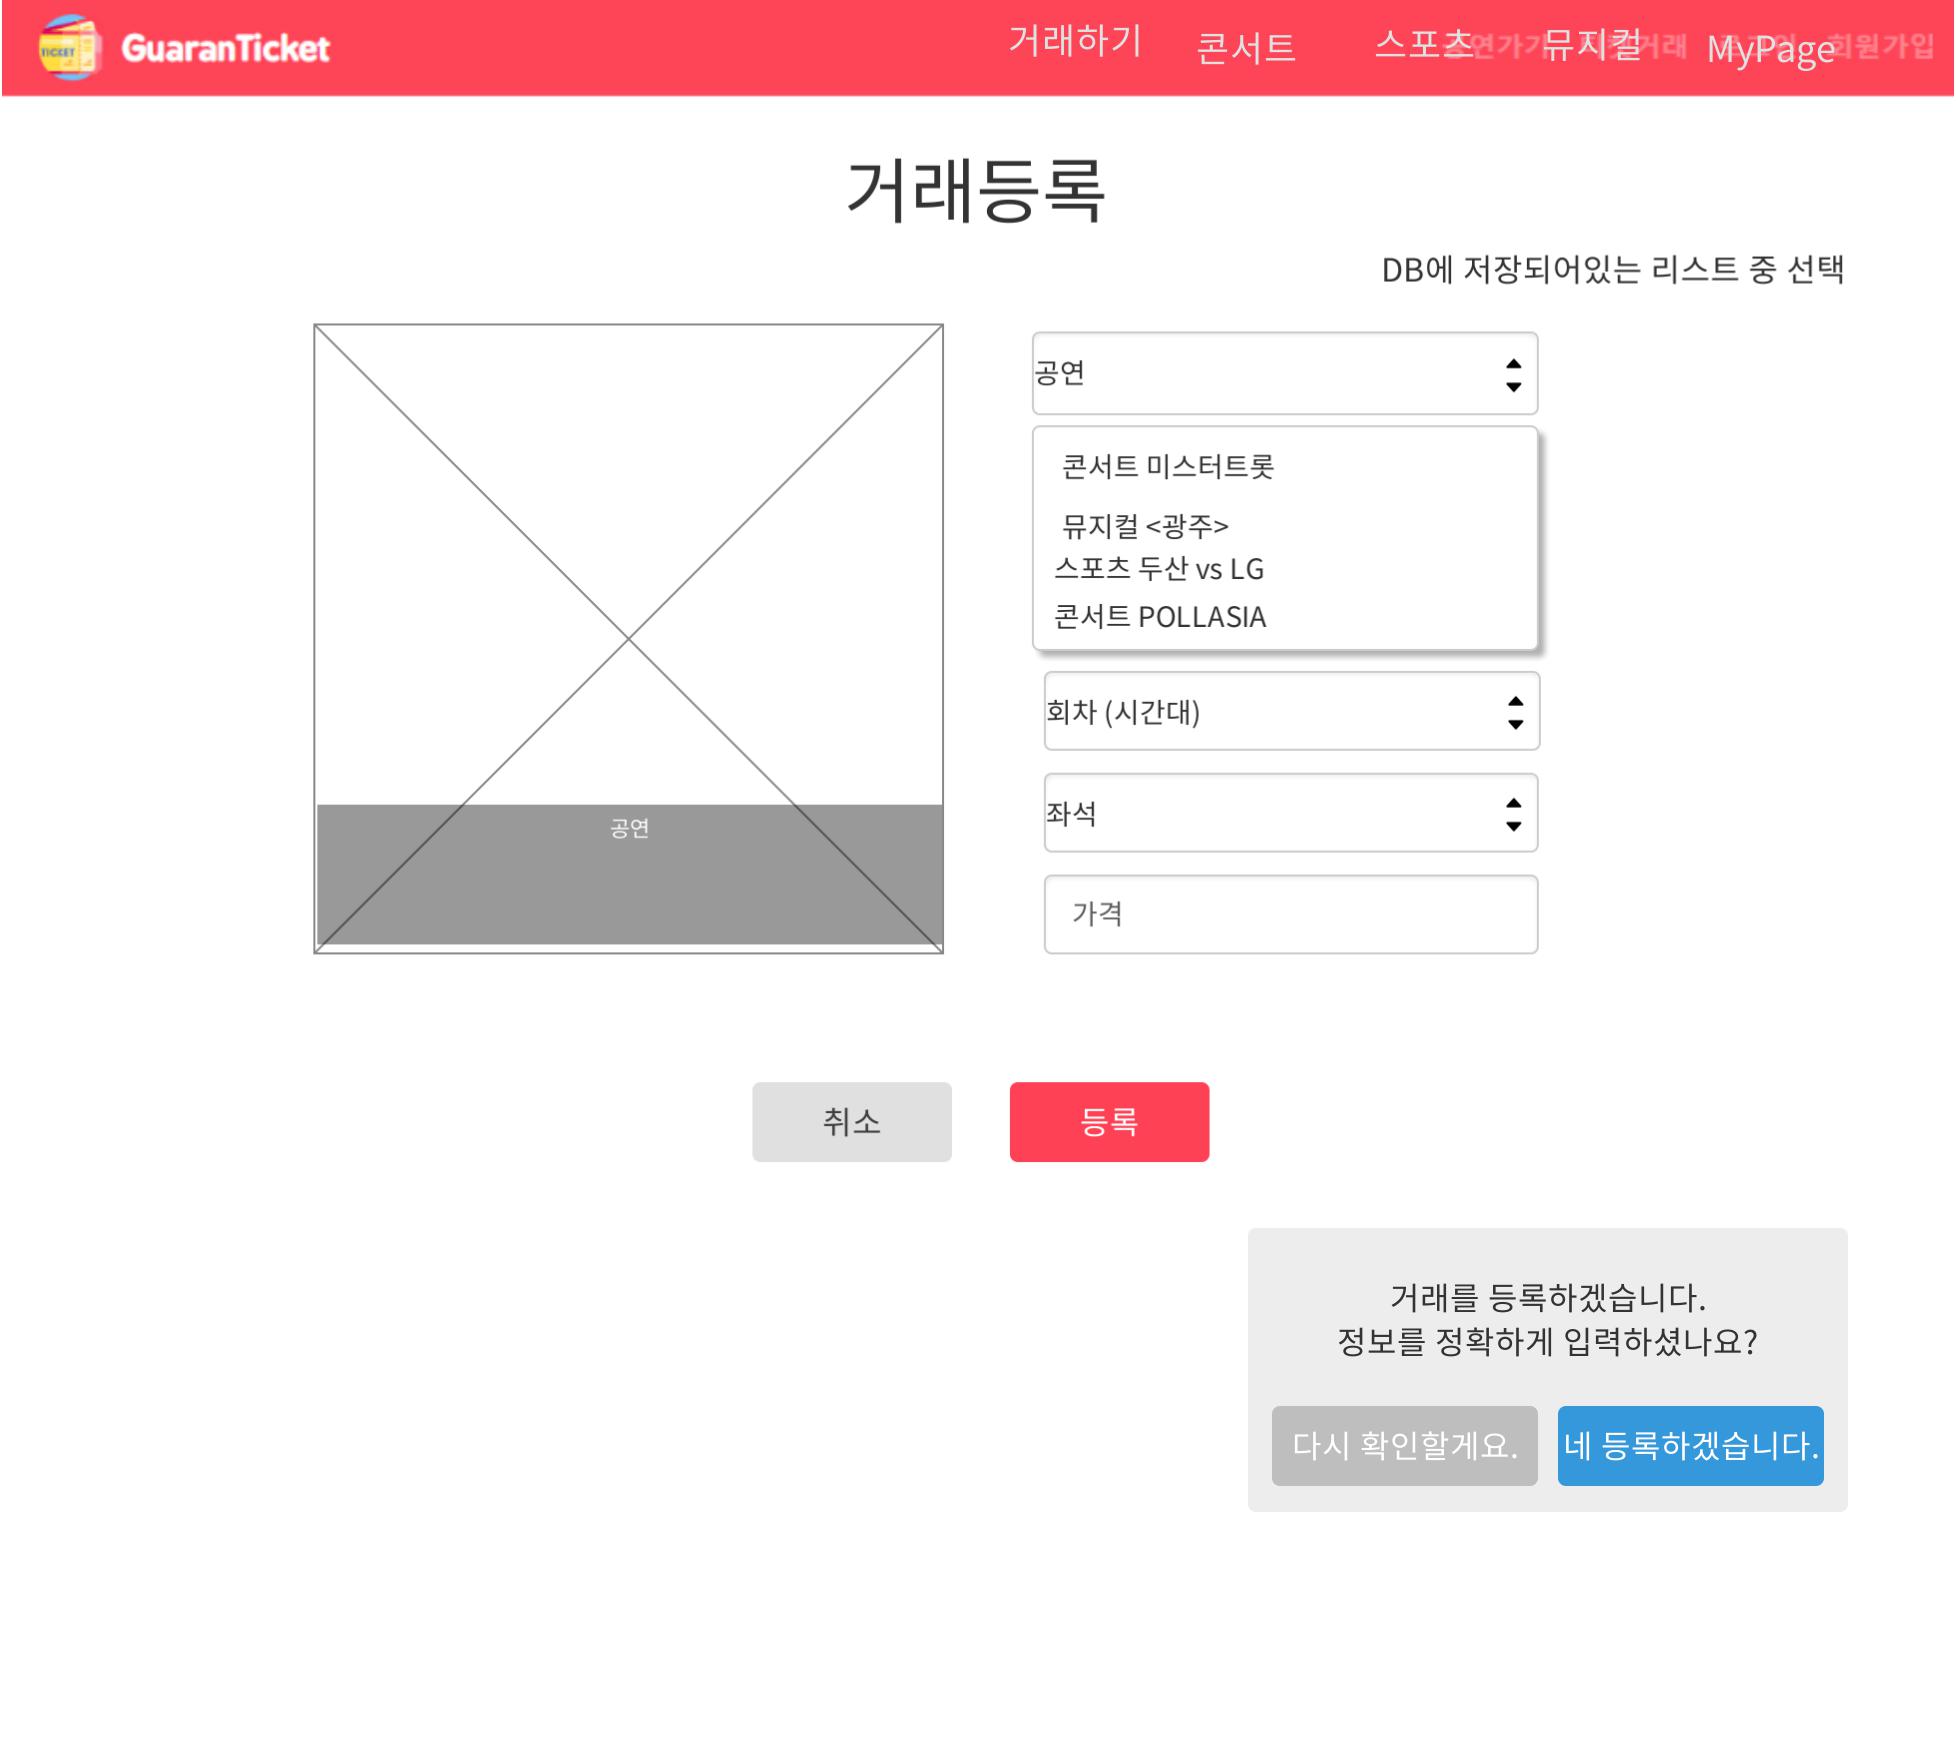 TICKET
GuaranTicket
거래하기 콘서트 스포츠 뮤지컬 MyPage 회원가입
거래등록
DB에 저장되어있는 리스트 중 선택
공연
콘서트 미스터트롯
뮤지컬 <광주>
스포츠 두산 vs LG
콘서트 POLLASIA
회차 (시간대)
좌석
가격
공연
취소 등록
거래를 등록하겠습니다.
정보를 정확하게 입력하셨나요?
다시 확인할게요. 네 등록하겠습니다.